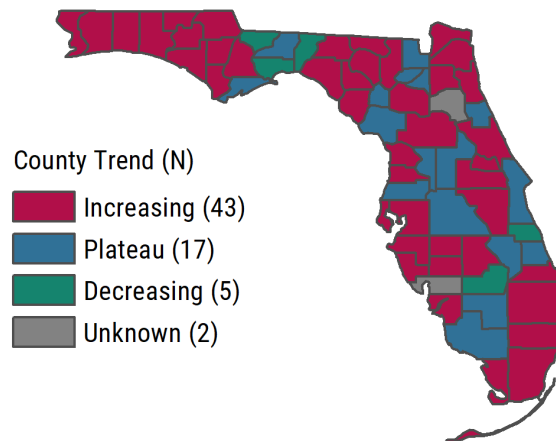 County Trend (N)
Increasing (43)
Plateau (17)
Decreasing (5)
Unknown (2)